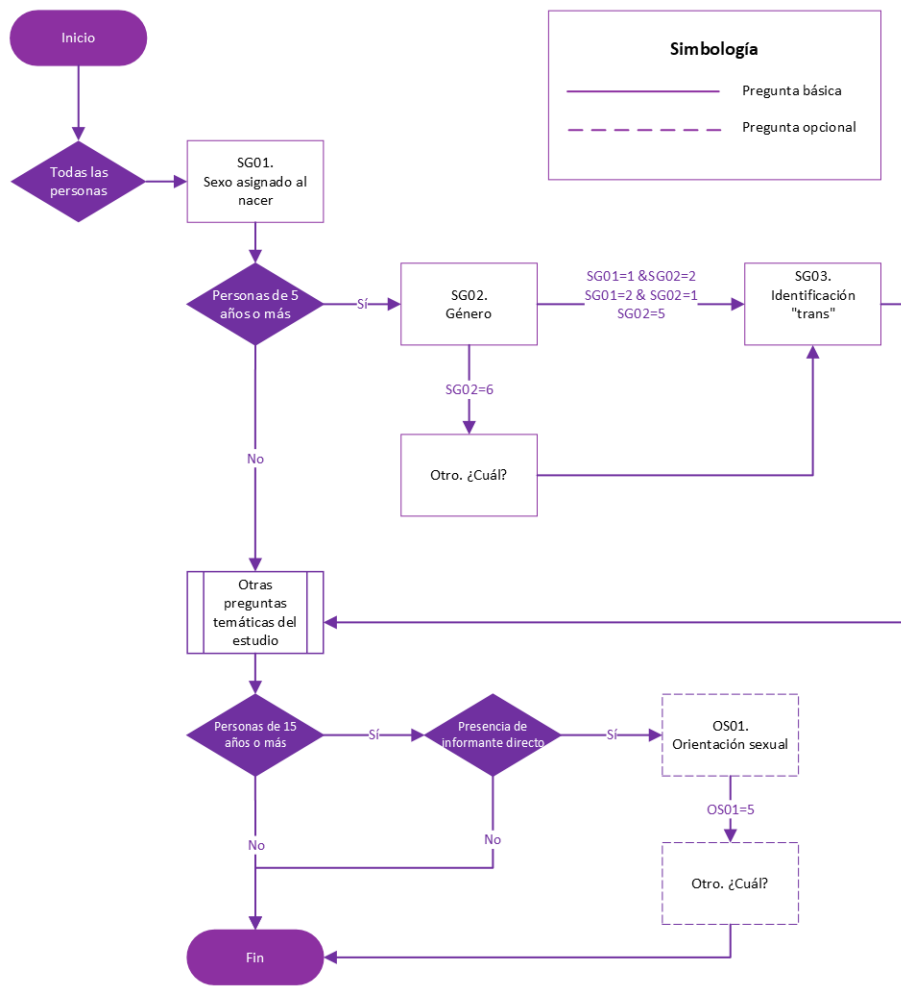 Inicio
Simbología
Pregunta básica
Pregunta opcional
Todas las
personas
SG01.
Sexo asignado al
nacer
Personas de 5
años o más
Sí
SG02.
Género
SG01=1 &SG02=2
SG01=2 & SG02=1
SG02=5
SG03.
Identificación
"trans"
SG02=6
Otro. ¿Cuál?
No
Otras
preguntas
temáticas del
estudio
Personas de 15
años o más
Sí
Presencia de
informante directo
Sí
OS01.
Orientación sexual
OS01=5
No
No
Otro. ¿Cuál?
Fin